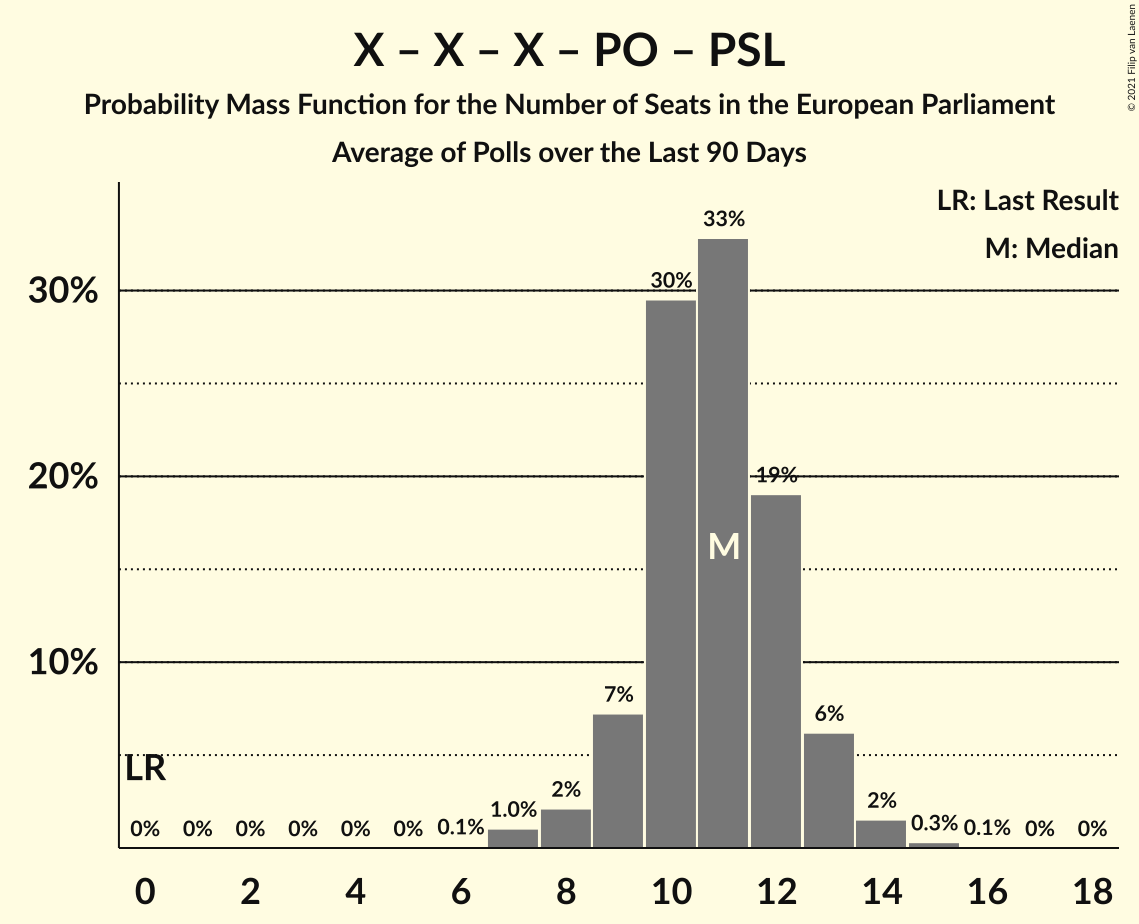 X – X – X – PO – PSL
Probability Mass Function for the Number of Seats in the European Parliament
Average of Polls over the Last 90 Days
© 2021 Filip van Laenen
LR: Last Result
M: Median
33%
30%
30%
20%
19%
M
10%
7%
6%
LR
2%
2%
1.0%
0% 0% 0% 0% 0% 0% 0.1% 0.3% 0.1% 0% 0%
0 2 4 6 8 10 12 14 16 18